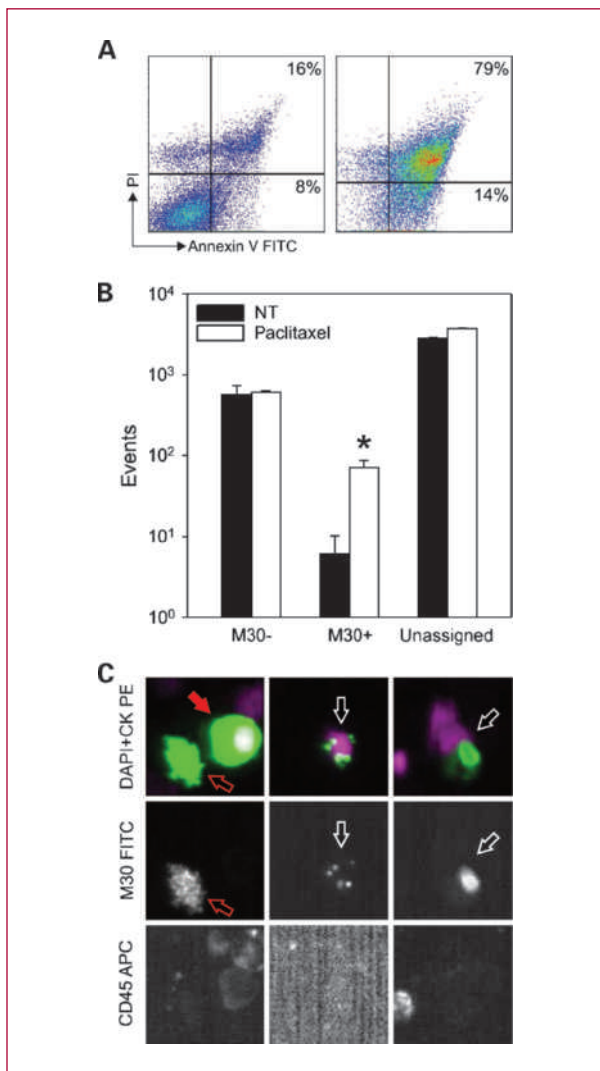 A
16%
79%
8%
14%
PI
Annexin V FITC
B
10⁴
10³
10²
10¹
10⁰
Events
NT
Paclitaxel
*
M30-
M30+
Unassigned
C
DAPI+CK PE
M30 FITC
CD45 APC